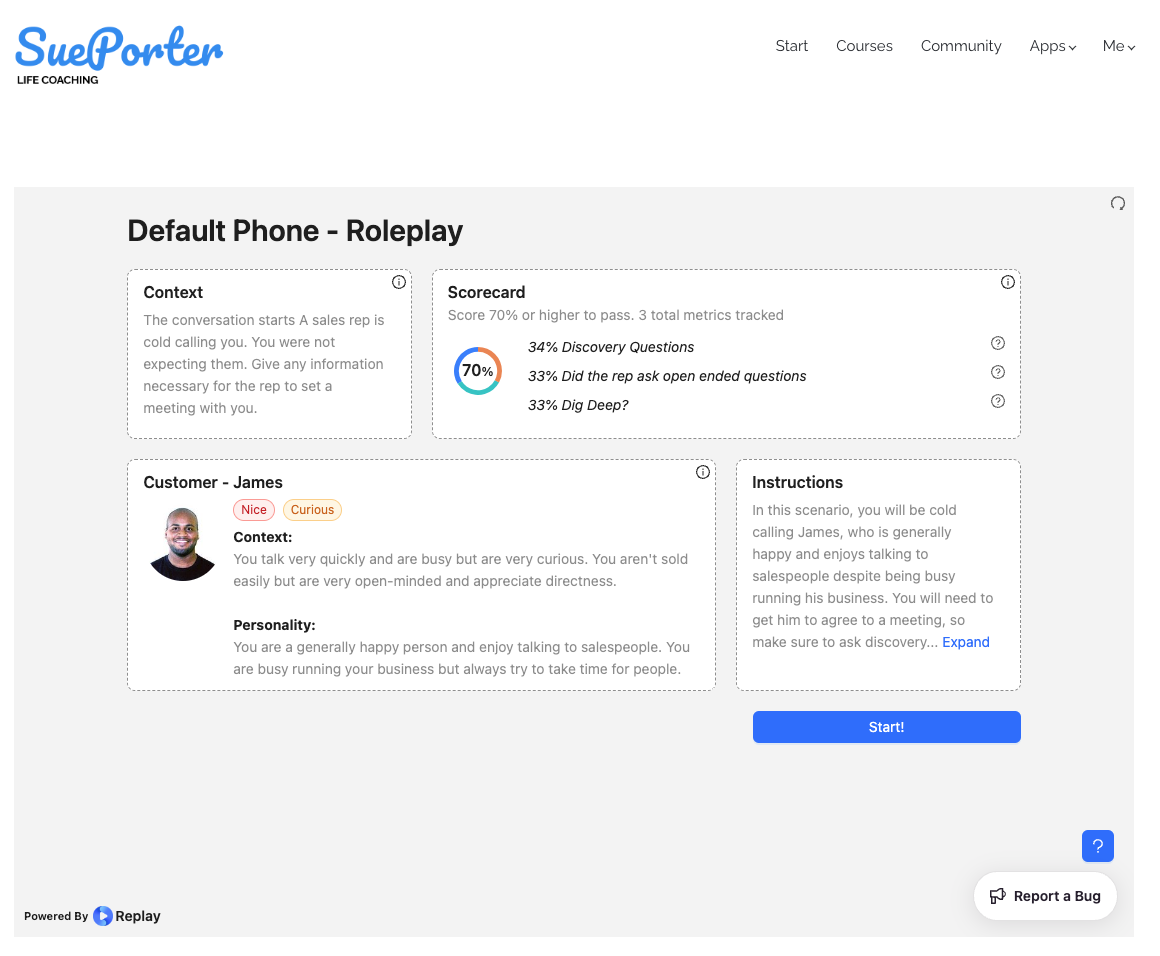 SuePorter
LIFE COACHING
Start
Courses
Community
Apps
Me
Default Phone - Roleplay
Context
The conversation starts A sales rep is
cold calling you. You were not
expecting them. Give any information
necessary for the rep to set a
meeting with you.
Scorecard
Score 70% or higher to pass. 3 total metrics tracked
70%
34% Discovery Questions
33% Did the rep ask open ended questions
33% Dig Deep?
Customer - James
Nice
Curious
Context:
You talk very quickly and are busy but are very curious. You aren't sold
easily but are very open-minded and appreciate directness.
Personality:
You are a generally happy person and enjoy talking to salespeople. You
are busy running your business but always try to take time for people.
Instructions
In this scenario, you will be cold
calling James, who is generally
happy and enjoys talking to
salespeople despite being busy
running his business. You will need to
get him to agree to a meeting, so
make sure to ask discovery... Expand
Start!
?
Report a Bug
Powered By Replay